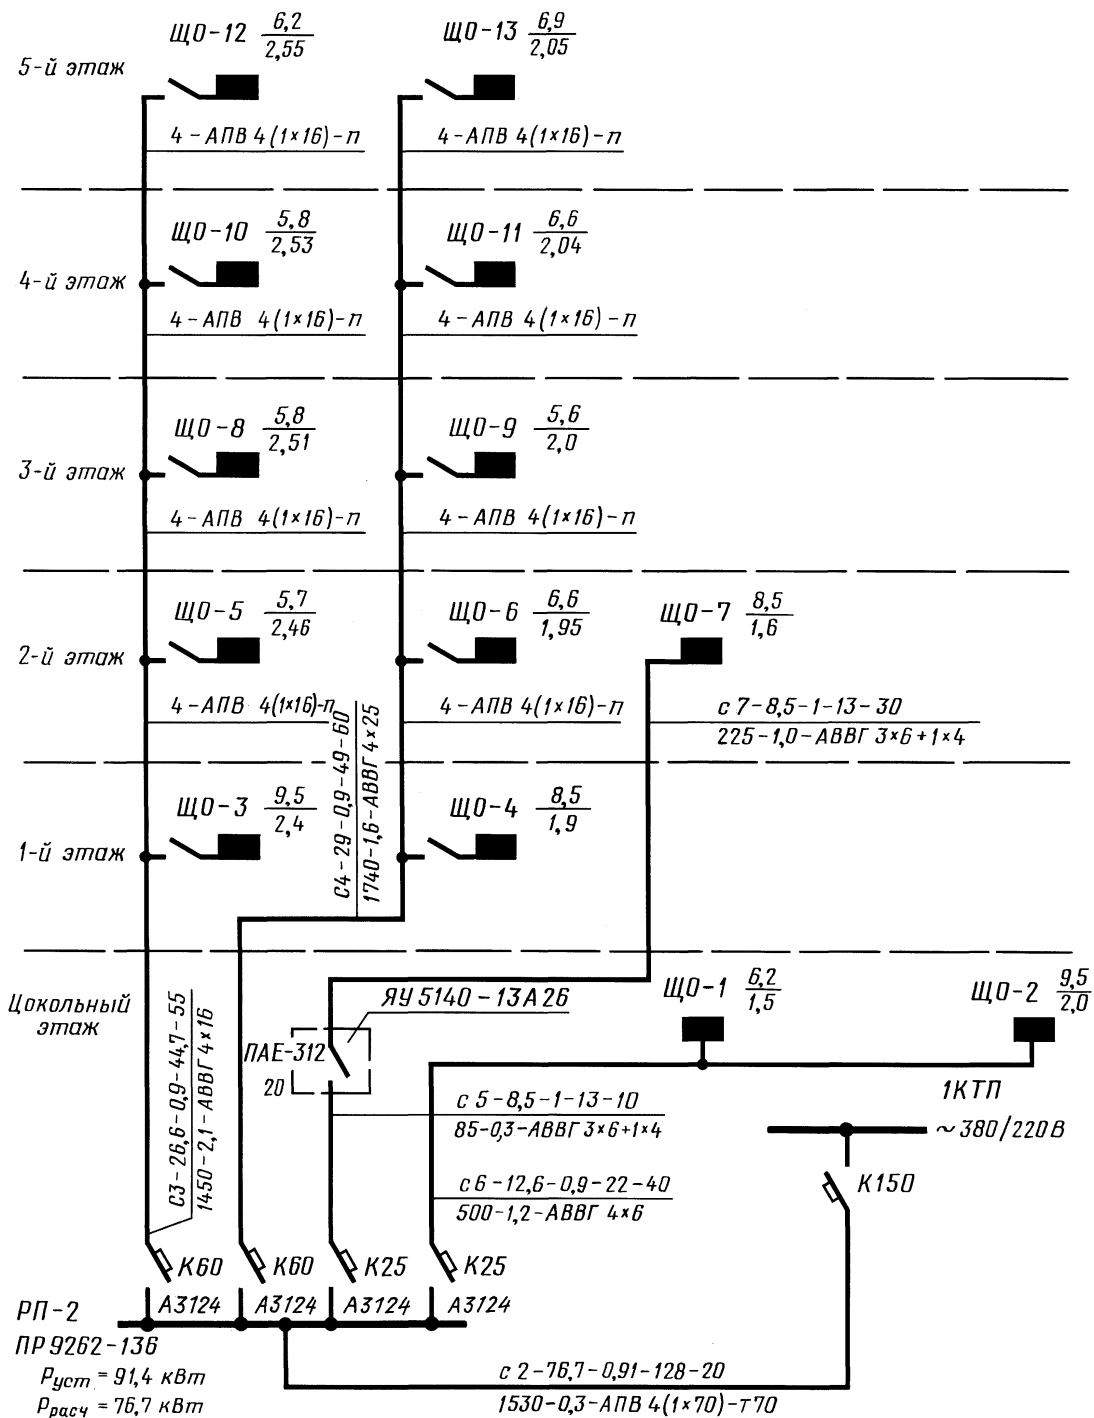 ЩО-12 6,2
2,55
ЩО-13 6,9
2,05
5-й этаж
4-АПВ 4(1×16)-п
4-АПВ 4(1×16)-п
ЩО-10 5,8
2,53
ЩО-11 6,6
2,04
4-й этаж
4-АПВ 4(1×16)-п
4-АПВ 4(1×16)-п
ЩО-8 5,8
2,51
ЩО-9 5,6
2,0
3-й этаж
4-АПВ 4(1×16)-п
4-АПВ 4(1×16)-п
ЩО-5 5,7
2,46
ЩО-6 6,6
1,95
ЩО-7 8,5
1,6
2-й этаж
4-АПВ 4(1×16)-п
4-АПВ 4(1×16)-п
с 7-8,5-1-13-30
225-1,0-АВВГ 3×6+1×4
С4-29-0,9-49-60
1740-1,6-АВВГ 4×25
ЩО-3 9,5
2,4
ЩО-4 8,5
1,9
1-й этаж
Цокольный
этаж
ЯУ5140-13А26
ЩО-1 6,2
1,5
ЩО-2 9,5
2,0
ПАЕ-312
20
С3-26,6-0,9-44,7-55
1450-2,1-АВВГ 4×16
с 5-8,5-1-13-10
85-0,3-АВВГ 3×6+1×4
с6-12,6-0,9-22-40
500-1,2-АВВГ 4×6
1КТП
~380/220В
К150
К60
К60
К25
К25
А3124
А3124
А3124
А3124
РП-2
ПР9262-136
Руст = 91,4 кВт
Ррасч = 76,7 кВт
с 2-76,7-0,91-128-20
1530-0,3-АПВ 4(1×70)-т70